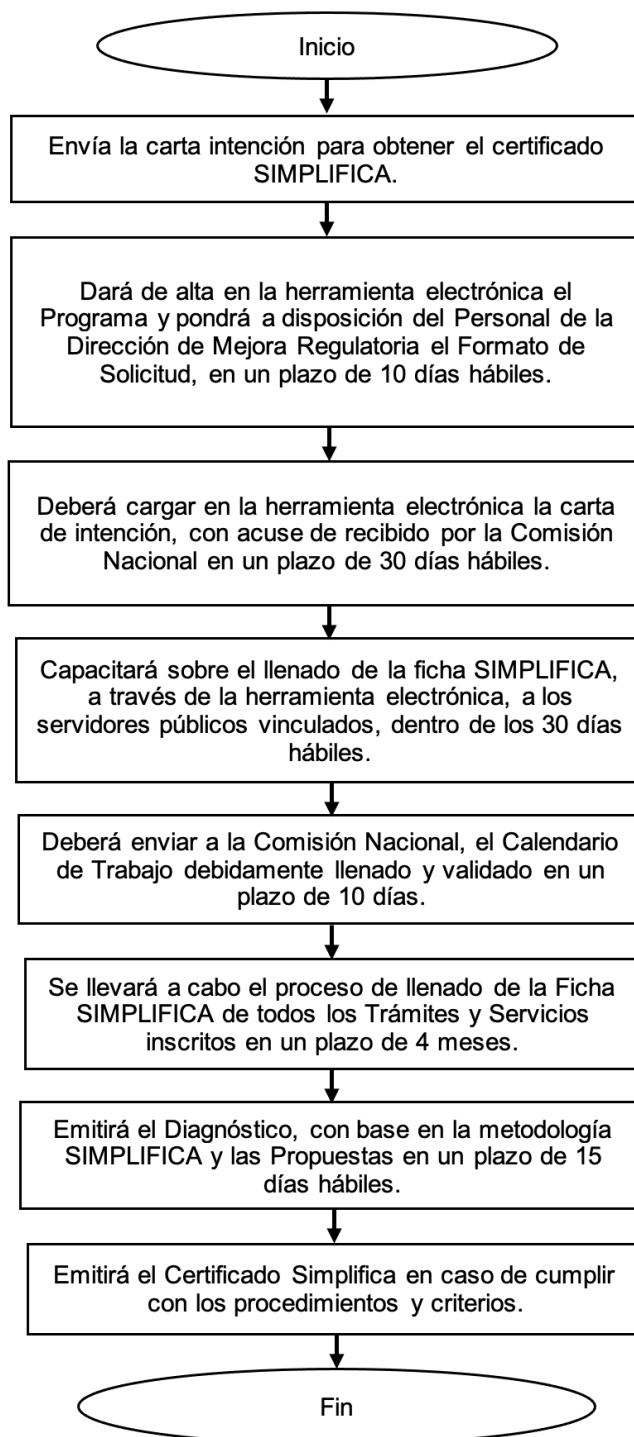 Inicio
Envía la carta intención para obtener el certificado
SIMPLIFICA.
Dará de alta en la herramienta electrónica el
Programa y pondrá a disposición del Personal de la
Dirección de Mejora Regulatoria el Formato de
Solicitud, en un plazo de 10 días hábiles.
Deberá cargar en la herramienta electrónica la carta
de intención, con acuse de recibido por la Comisión
Nacional en un plazo de 30 días hábiles.
Capacitará sobre el llenado de la ficha SIMPLIFICA,
a través de la herramienta electrónica, a los
servidores públicos vinculados, dentro de los 30 días
hábiles.
Deberá enviar a la Comisión Nacional, el Calendario
de Trabajo debidamente llenado y validado en un
plazo de 10 días.
Se llevará a cabo el proceso de llenado de la Ficha
SIMPLIFICA de todos los Trámites y Servicios
inscritos en un plazo de 4 meses.
Emitirá el Diagnóstico, con base en la metodología
SIMPLIFICA y las Propuestas en un plazo de 15
días hábiles.
Emitirá el Certificado Simplifica en caso de cumplir
con los procedimientos y criterios.
Fin